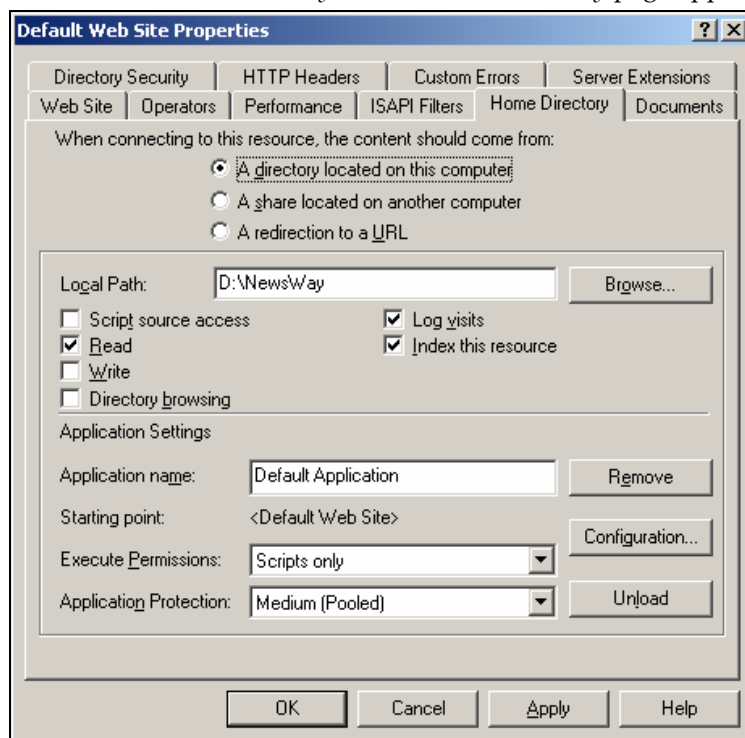 Default Web Site Properties
Directory Security HTTP Headers Custom Errors Server Extensions
Web Site Operators Performance ISAPI Filters Home Directory Documents
When connecting to this resource, the content should come from:
A directory located on this computer
A share located on another computer
A redirection to a URL
Local Path: D:\NewsWay Browse...
Script source access Log visits
Read Index this resource
Write
Directory browsing
Application Settings
Application name: Default Application Remove
Starting point: <Default Web Site>
Configuration...
Execute Permissions: Scripts only
Application Protection: Medium (Pooled) Unload
OK Cancel Apply Help